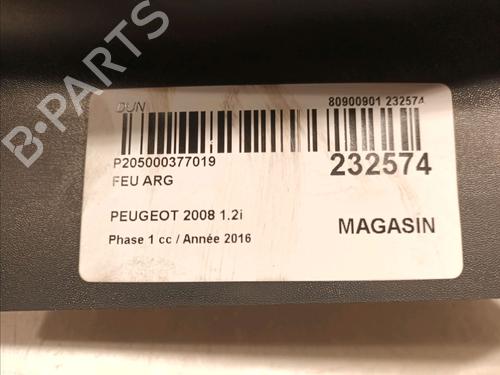 B-PARTS
DUN
80900901 232574
P205000377019
232574
FEU ARG
PEUGEOT 2008 1.2i
MAGASIN
Phase 1 cc / Année 2016